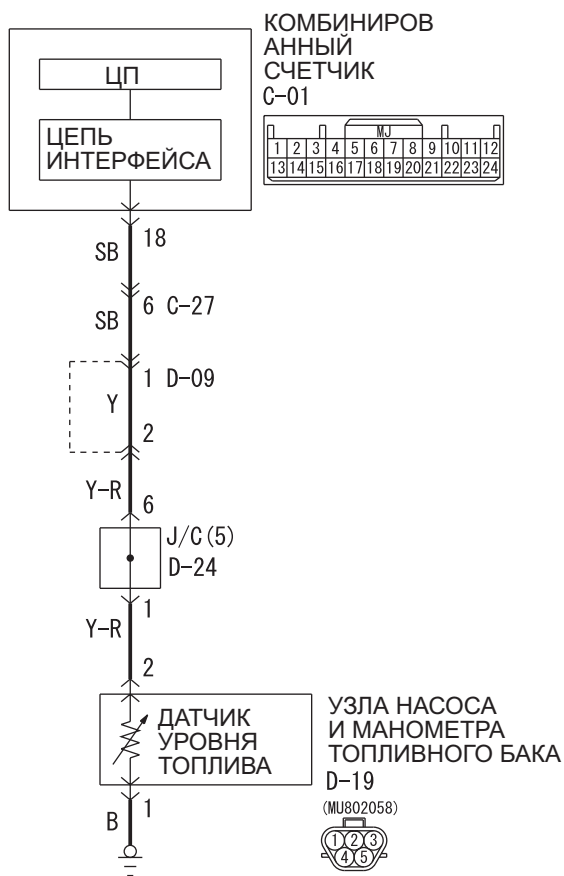 КОМБИНИРОВ
АННЫЙ
СЧЕТЧИК
C-01
ЦП
ЦЕПЬ
ИНТЕРФЕЙСА
MJ
1 2 3 4 5 6 7 8 9 10 11 12
13 14 15 16 17 18 19 20 21 22 23 24
18
SB
6 C-27
SB
1 D-09
Y
2
Y-R
6
J/C(5)
D-24
1
Y-R
2
ДАТЧИК
УРОВНЯ
ТОПЛИВА
УЗЛА НАСОСА
И МАНОМЕТРА
ТОПЛИВНОГО БАКА
D-19
(MU802058)
1 2 3
4 5
1
B